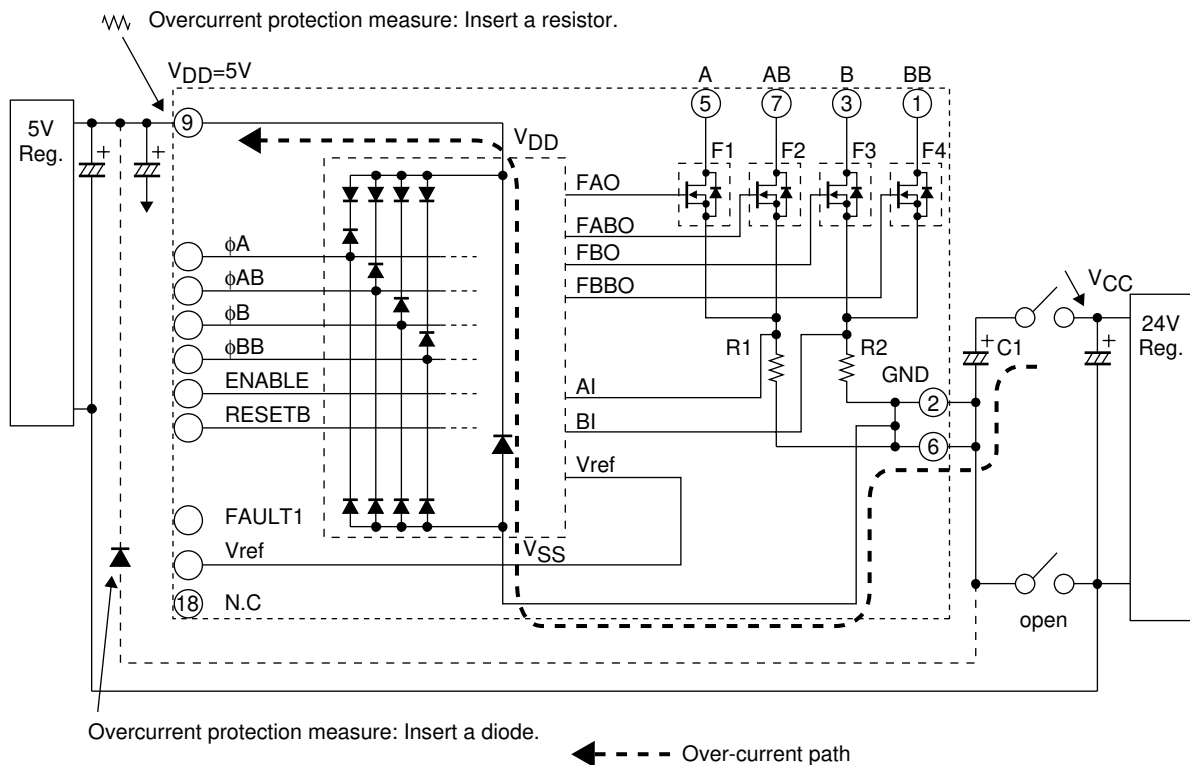 Overcurrent protection measure: Insert a resistor.
VDD=5V
A
AB
B
BB
5
7
3
1
9
5V
Reg.
+
+
VDD
F1
F2
F3
F4
FAO
FABO
FBO
FBBO
ϕA
ϕAB
ϕB
ϕBB
ENABLE
RESETB
VCC
24V
Reg.
+
C1
+
R1
R2
GND
2
6
AI
BI
Vref
FAULT1
VSS
Vref
18
N.C
open
Overcurrent protection measure: Insert a diode.
Over-current path